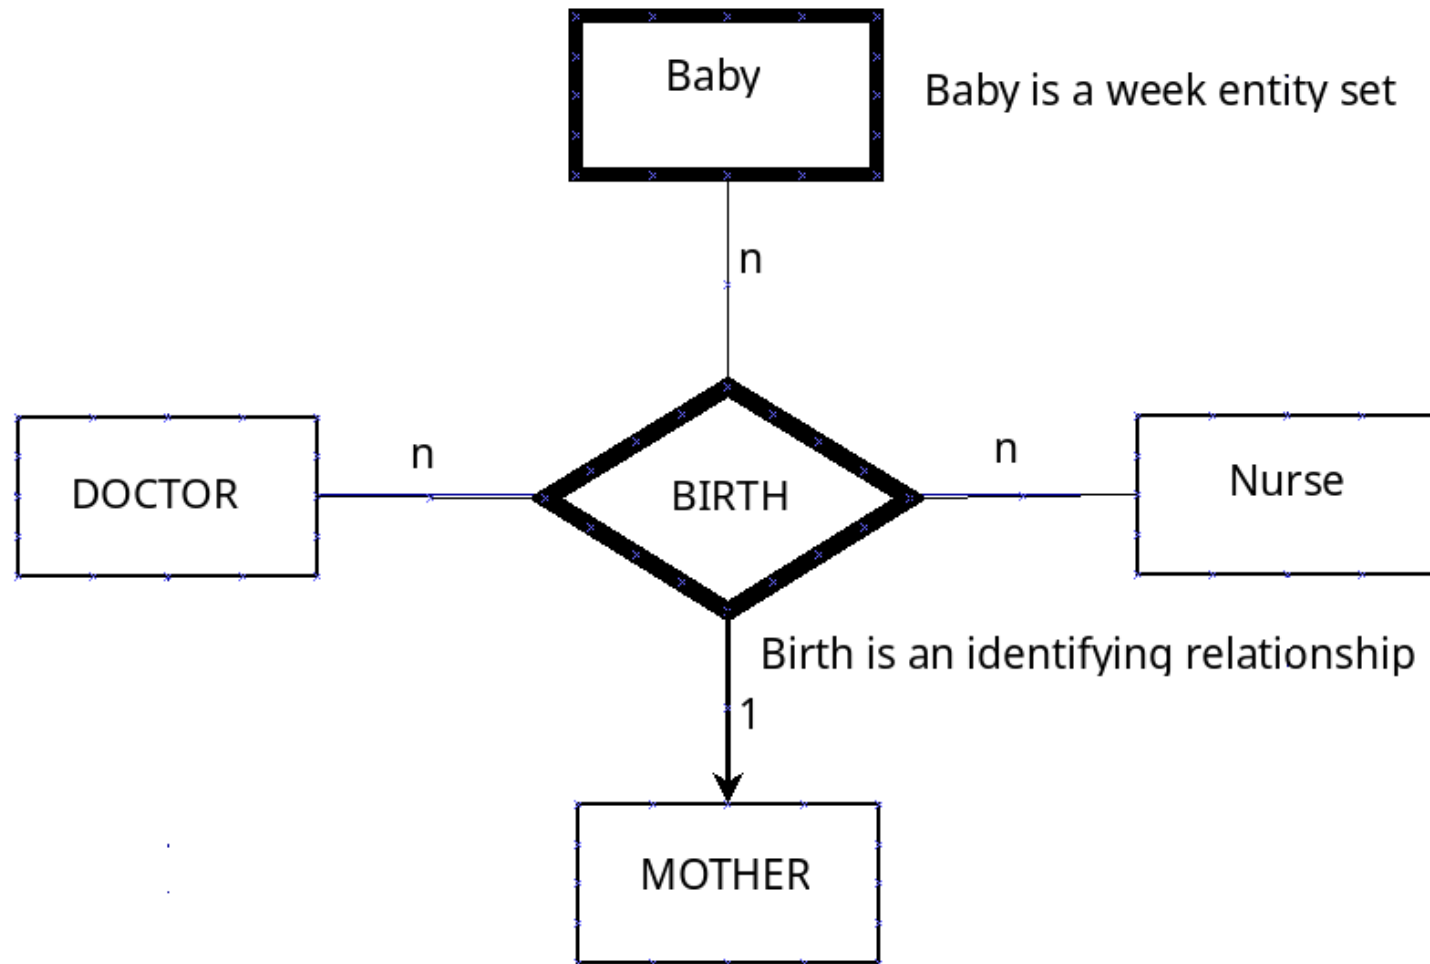 Baby
Baby is a week entity set
n
n
n
DOCTOR
BIRTH
Nurse
Birth is an identifying relationship
1
MOTHER